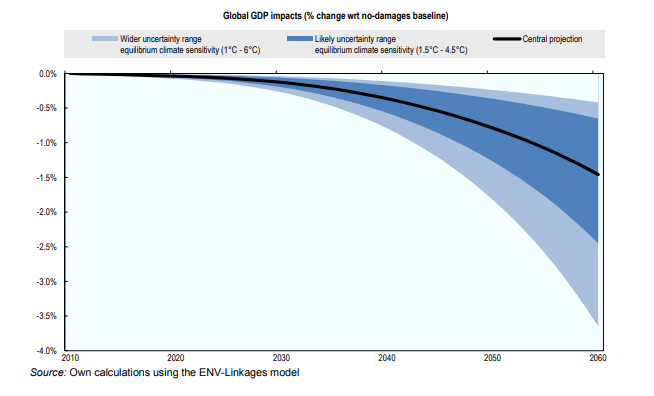 Global GDP impacts (% change wrt no-damages baseline)
Wider uncertainty range
equilibrium climate sensitivity (1°C - 6°C)
Likely uncertainty range
equilibrium climate sensitivity (1.5°C - 4.5°C)
Central projection
0.0%
-0.5%
-1.0%
-1.5%
-2.0%
-2.5%
-3.0%
-3.5%
-4.0%
2010 2020 2030 2040 2050 2060
Source: Own calculations using the ENV-Linkages model